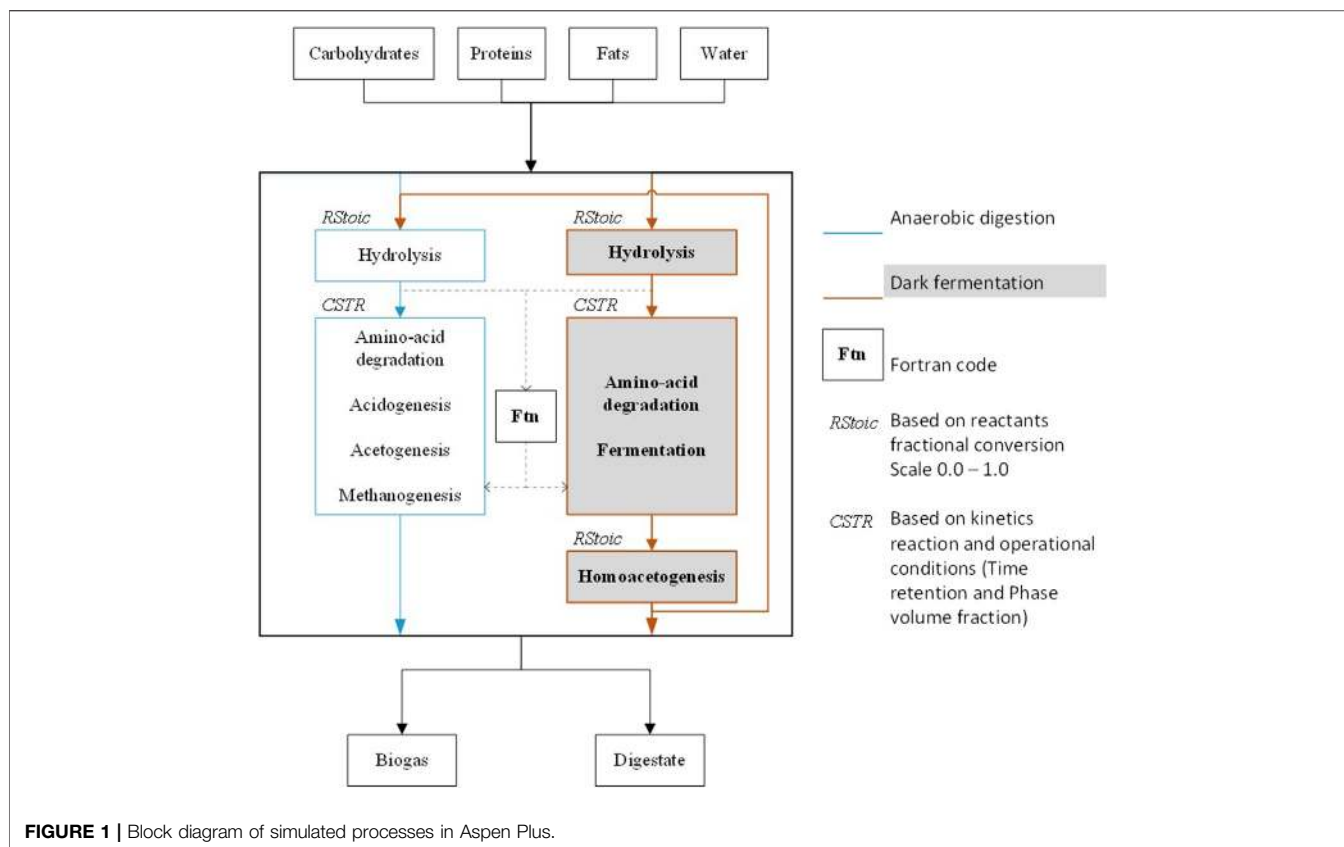 Carbohydrates
Proteins
Fats
Water
RStoic
Hydrolysis
CSTR
Amino-acid
degradation
Acidogenesis
Acetogenesis
Methanogenesis
Ftn
RStoic
Hydrolysis
CSTR
Amino-acid
degradation
Fermentation
RStoic
Homoacetogenesis
Biogas
Digestate
Anaerobic digestion
Dark fermentation
Ftn
Fortran code
RStoic
Based on reactants
fractional conversion
Scale 0.0 – 1.0
CSTR
Based on kinetics
reaction and operational
conditions (Time
retention and Phase
volume fraction)
FIGURE 1 | Block diagram of simulated processes in Aspen Plus.